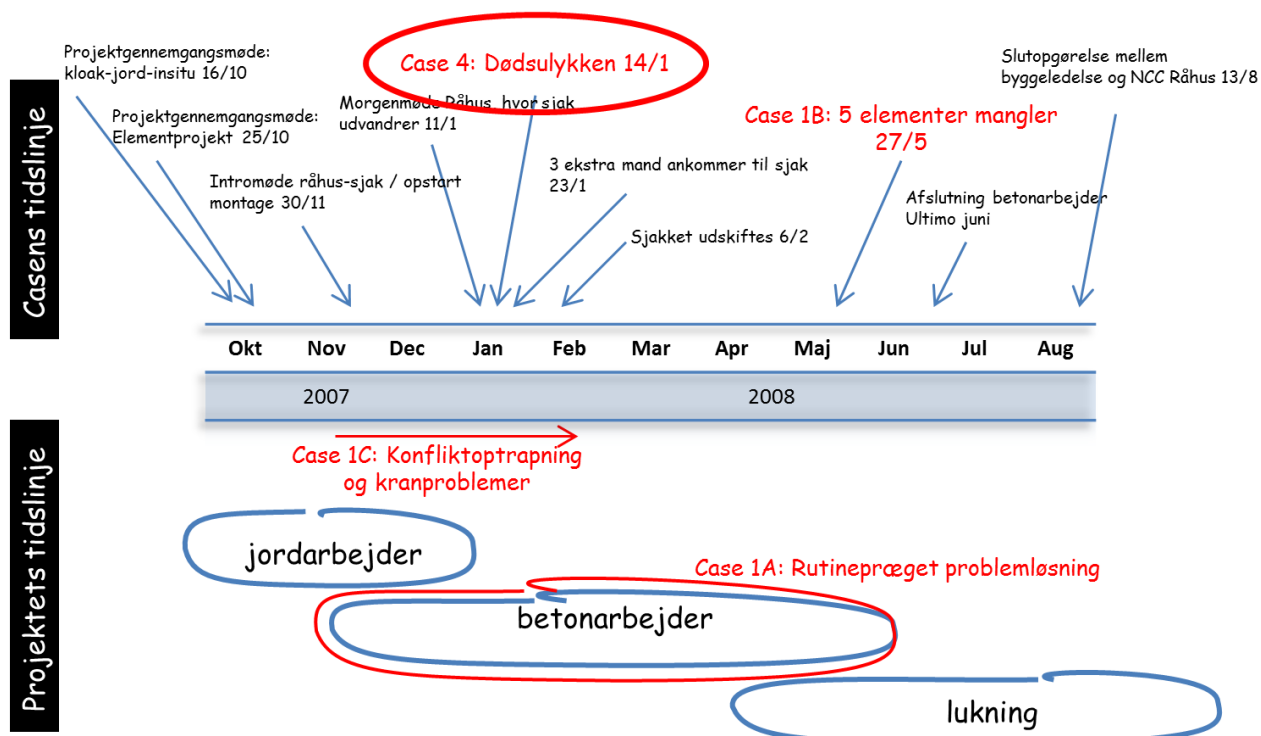 Casens tidslinje
Projektgennemgangsmøde:
kloak-jord-insitu 16/10
Projektgennemgangsmøde:
Elementprojekt 25/10
Intromøde råhus-sjak / opstart
montage 30/11
Case 4: Dødsulykken 14/1
Morgenmøde Råhus, hvor sjak
udvandrer 11/1
3 ekstra mand ankommer til sjak
23/1
Sjakket udskiftes 6/2
Case 1B: 5 elementer mangler
27/5
Afslutning betonarbejder
Ultimo juni
Slutopgørelse mellem
byggeledelse og NCC Råhus 13/8
Okt Nov Dec Jan Feb Mar Apr Maj Jun Jul Aug
2007 2008
Projektets tidslinje
Case 1C: Konfliktoptrapning
og kranproblemer
jordarbejder
Case 1A: Rutinepræget problemløsning
betonarbejder
lukning